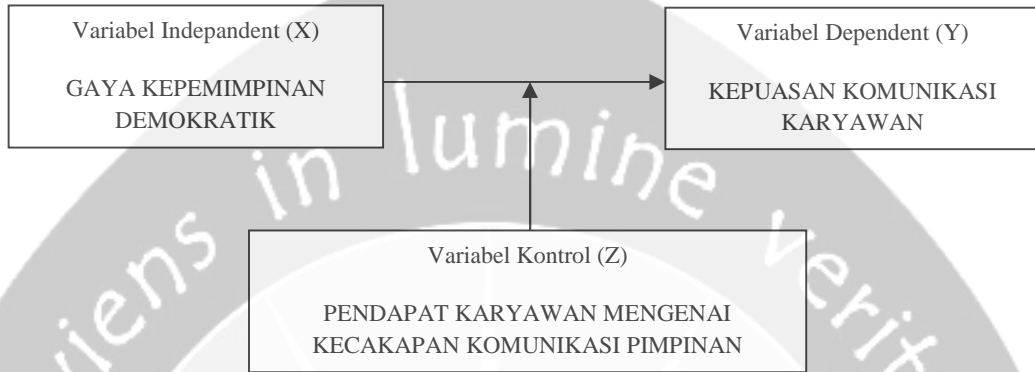 Variabel Indepandent (X)
GAYA KEPEMIMPINAN
DEMOKRATIK
Variabel Dependent (Y)
KEPUASAN KOMUNIKASI
KARYAWAN
in lumine
Variabel Kontrol (Z)
PENDAPAT KARYAWAN MENGENAI
KECAKAPAN KOMUNIKASI PIMPINAN